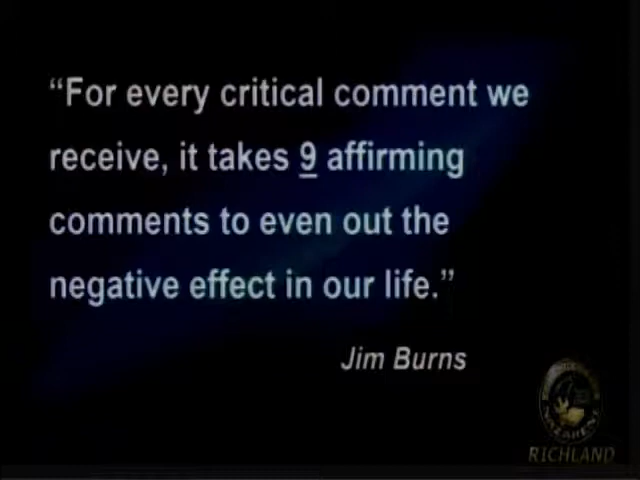 “For every critical comment we
receive, it takes 9 affirming
comments to even out the
negative effect in our life.”
Jim Burns
NAZARENE
RICHLAND